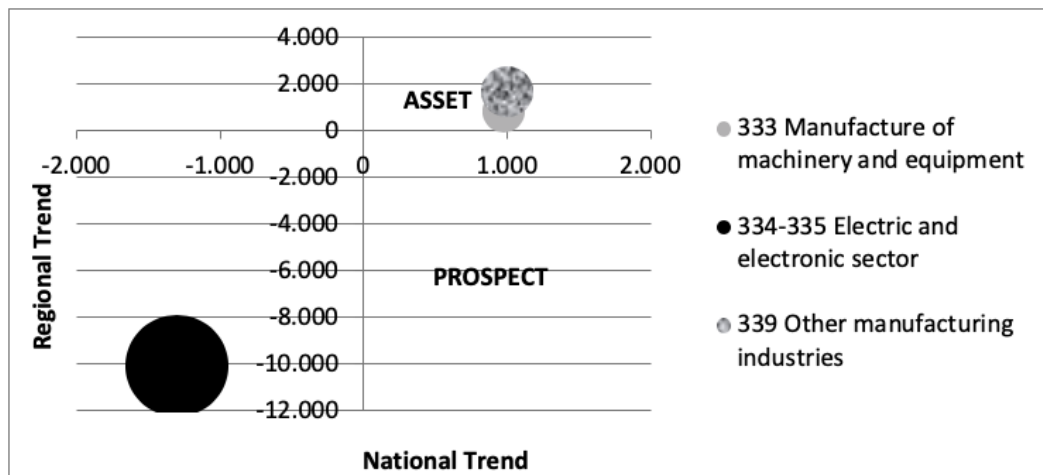 4.000
2.000
ASSET
0
-2.000 -1.000 0 1.000 2.000
-2.000
-4.000
PROSPECT
-6.000
-8.000
-10.000
-12.000
Regional Trend
National Trend
333 Manufacture of
machinery and equipment
334-335 Electric and
electronic sector
339 Other manufacturing
industries